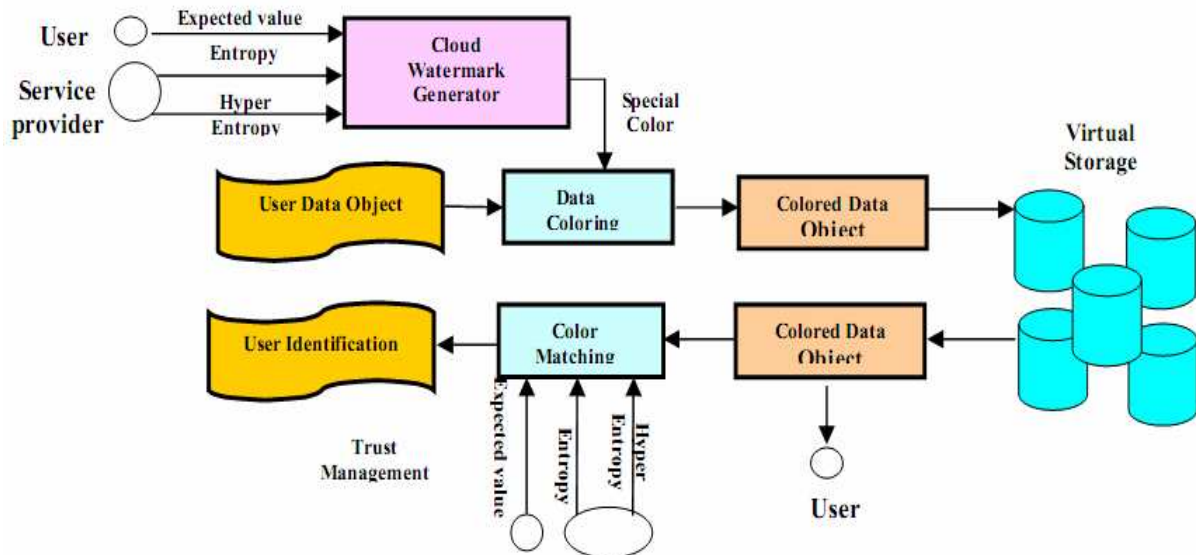 Expected value
User
Entropy
Service
provider
Hyper
Entropy
Cloud
Watermark
Generator
Special
Color
Virtual
Storage
User Data Object
Data
Coloring
Colored Data
Object
User Identification
Color
Matching
Colored Data
Object
Trust
Management
Expected value
Entropy
Hyper
Entropy
User